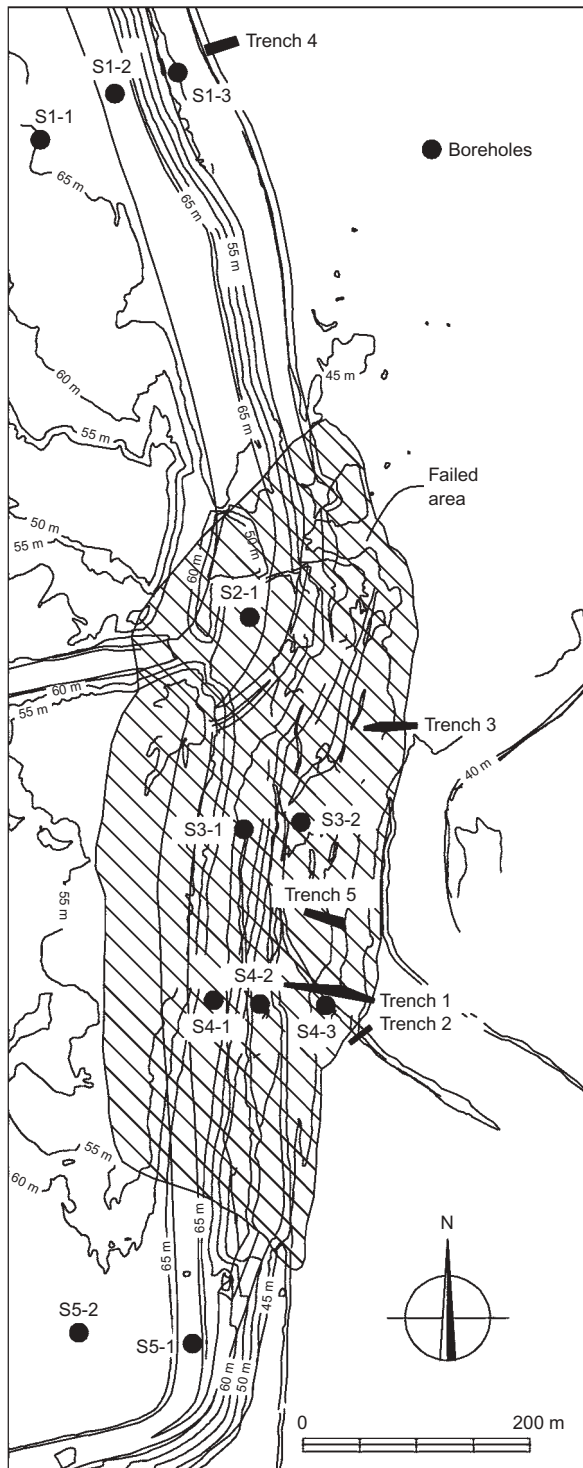 Trench 4
S1-2
S1-3
S1-1
Boreholes
65 m
65 m
55 m
60 m
45 m
65 m
55 m
Failed
area
50 m
55 m
50 m
60 m
S2-1
60 m
55 m
Trench 3
40 m
S3-2
S3-1
55 m
Trench 5
S4-2
Trench 1
S4-1
S4-3
Trench 2
55 m
60 m
65 m
65 m
45 m
N
S5-2
S5-1
60 m
50 m
0
200 m